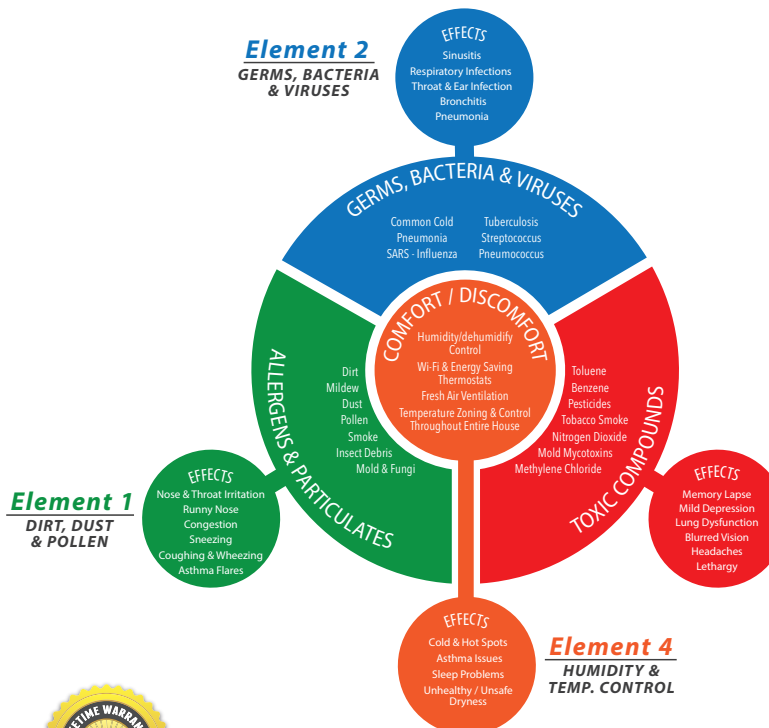 Element 2
GERMS, BACTERIA
& VIRUSES
EFFECTS
Sinusitis
Respiratory Infections
Throat & Ear Infection
Bronchitis
Pneumonia
GERMS, BACTERIA & VIRUSES
Common Cold
Pneumonia
SARS - Influenza
Tuberculosis
Streptococcus
Pneumococcus
COMFORT / DISCOMFORT
Humidity/dehumidify
Control
Wi-Fi & Energy Saving
Thermostats
Fresh Air Ventilation
Temperature Zoning & Control
Throughout Entire House
ALLERGENS & PARTICULATES
Dirt
Mildew
Dust
Pollen
Smoke
Insect Debris
Mold & Fungi
TOXIC COMPOUNDS
Toluene
Benzene
Pesticides
Tobacco Smoke
Nitrogen Dioxide
Mold Mycotoxins
Methylene Chloride
Element 1
DIRT, DUST
& POLLEN
EFFECTS
Nose & Throat Irritation
Runny Nose
Congestion
Sneezing
Coughing & Wheezing
Asthma Flares
EFFECTS
Memory Lapse
Mild Depression
Lung Dysfunction
Blurred Vision
Headaches
Lethargy
EFFECTS
Cold & Hot Spots
Asthma Issues
Sleep Problems
Unhealthy / Unsafe
Dryness
Element 4
HUMIDITY &
TEMP. CONTROL